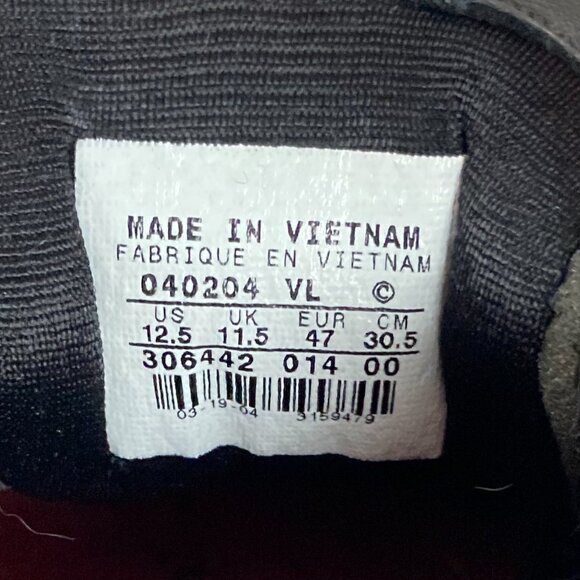 MADE IN VIETNAM
FABRIQUE EN VIETNAM
040204 VL ©
US UK EUR CM
12.5 11.5 47 30.5
306442 014 00
03-19-04 3159479